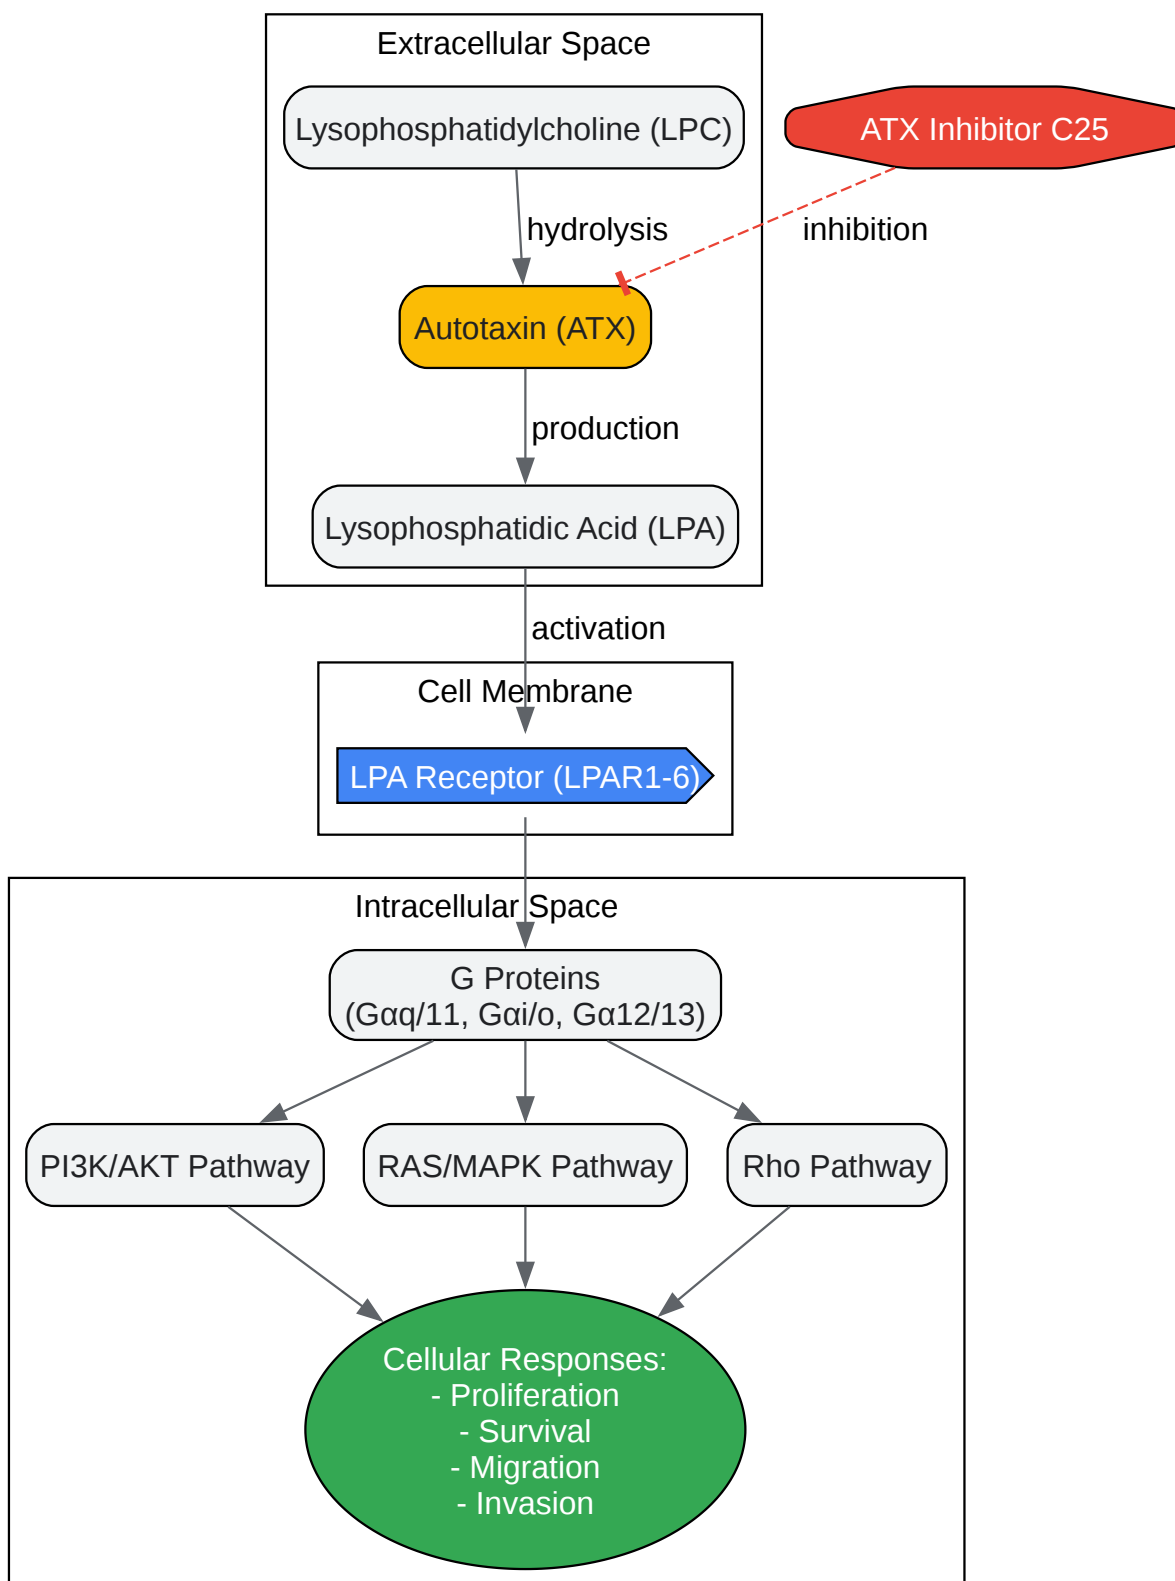 Extracellular Space
Lysophosphatidylcholine (LPC)
ATX Inhibitor C25
hydrolysis
inhibition
Autotaxin (ATX)
production
Lysophosphatidic Acid (LPA)
activation
Cell Membrane
LPA Receptor (LPAR1-6)
Intracellular Space
G Proteins
(Gαq/11, Gαi/o, Gα12/13)
PI3K/AKT Pathway
RAS/MAPK Pathway
Rho Pathway
Cellular Responses:
- Proliferation
- Survival
- Migration
- Invasion